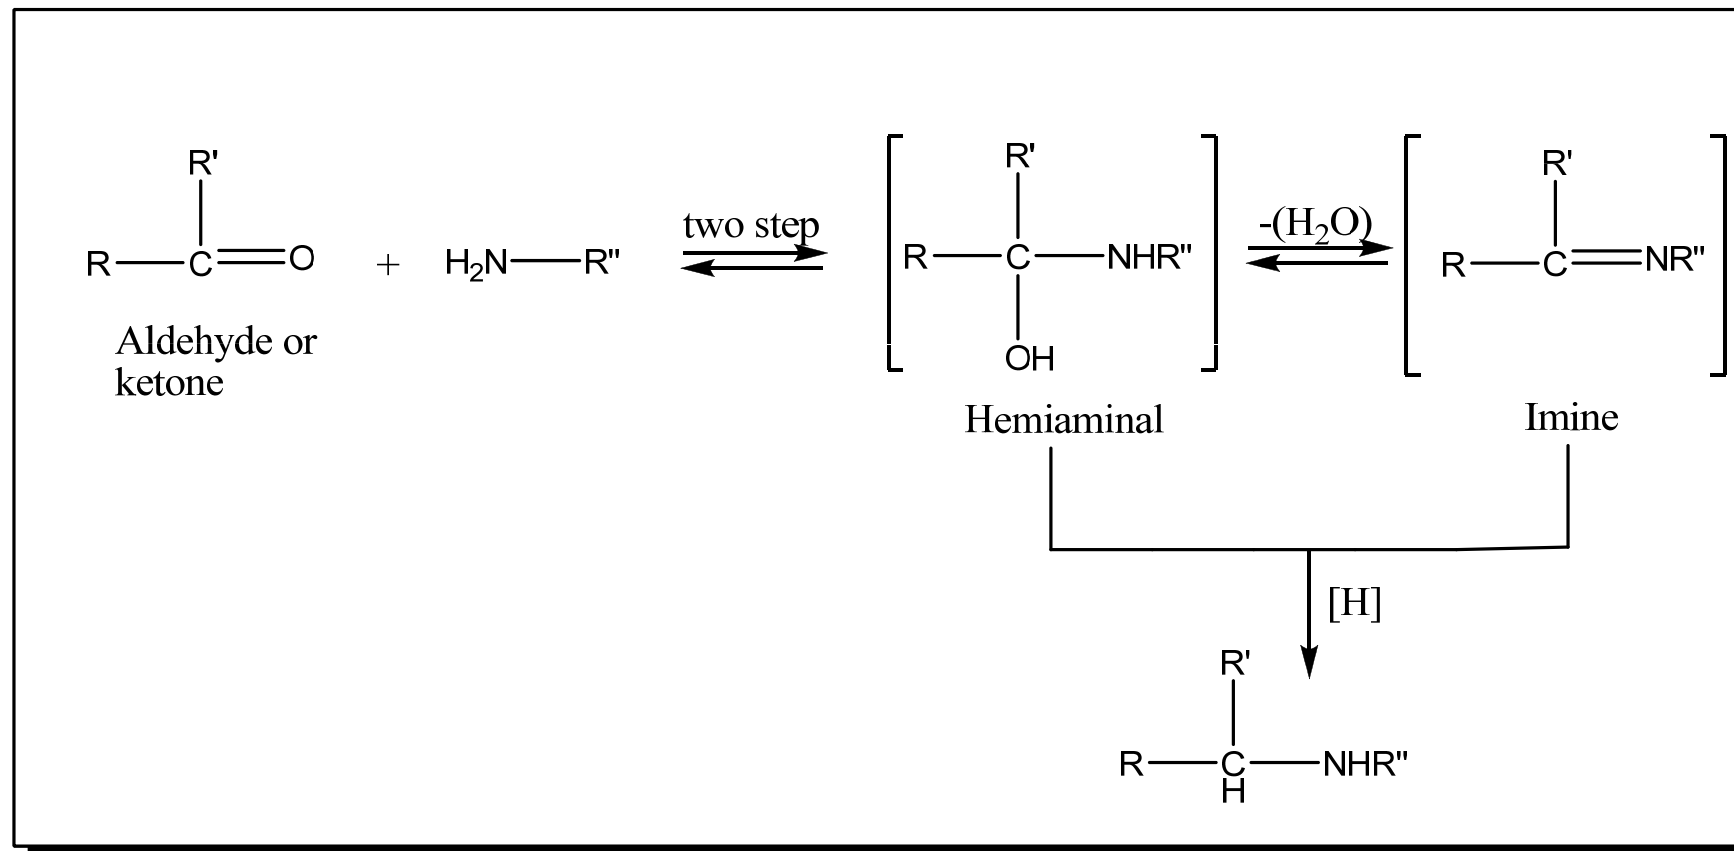 R'
R C O + H₂N R"
Aldehyde or
ketone
two step
R'
R C NHR"
OH
Hemiaminal
-(H₂O)
R'
R C NR"
Imine
[H]
R'
R C NHR"
H